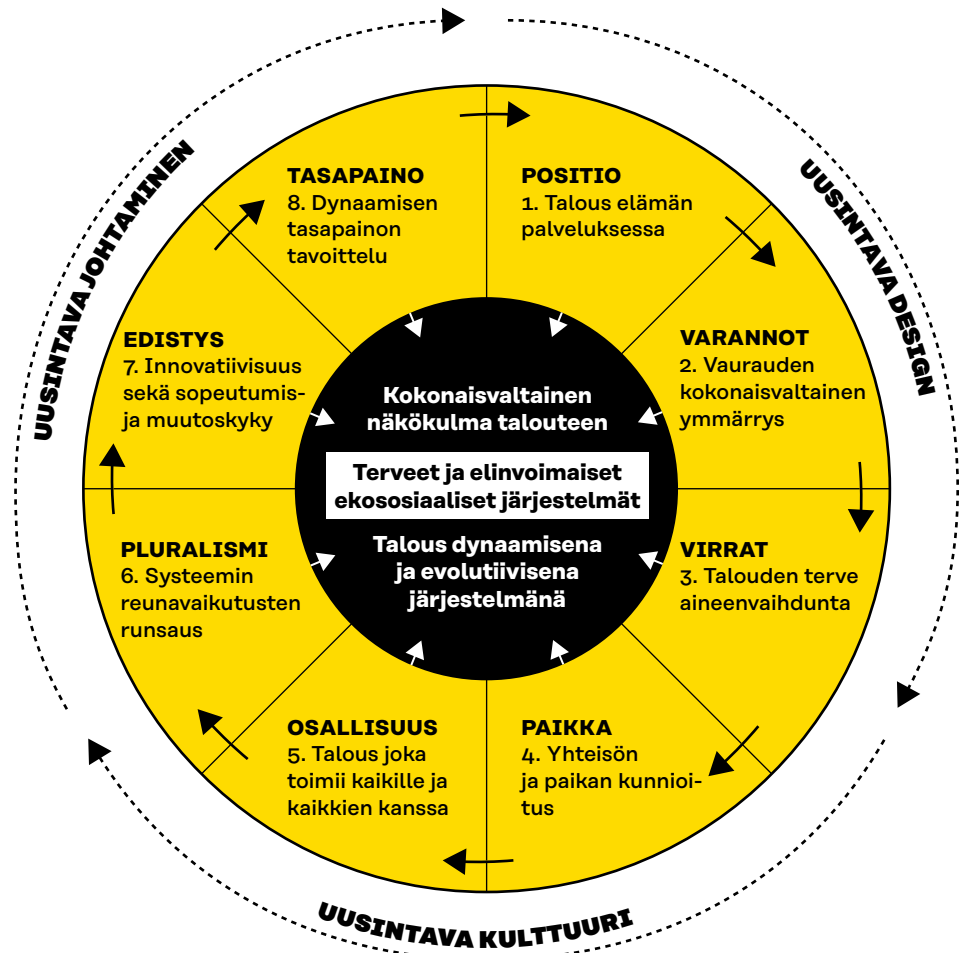 UUSINTAVA JOHTAMINEN
UUSINTAVA DESIGN
TASAPAINO
8. Dynaamisen
tasapainon
tavoittelu
POSITIO
1. Talous elämän
palveluksessa
VARANNOT
2. Vaurauden
kokonaisvaltainen
ymmärrys
VIRRAT
3. Talouden terve
aineenvaihdunta
PAIKKA
4. Yhteisön
ja paikan kunnioi-
tus
OSALLISUUS
5. Talous joka
toimii kaikille ja
kaikkien kanssa
PLURALISMI
6. Systeemin
reunavaikutusten
runsaus
EDISTYS
7. Innovatiivisuus
sekä sopeutumis-
ja muutoskyky
Kokonaisvaltainen
näkökulma talouteen
Terveet ja elinvoimaiset
ekososiaaliset järjestelmät
Talous dynaamisena
ja evolutiivisena
järjestelmänä
UUSINTAVA KULTTUURI